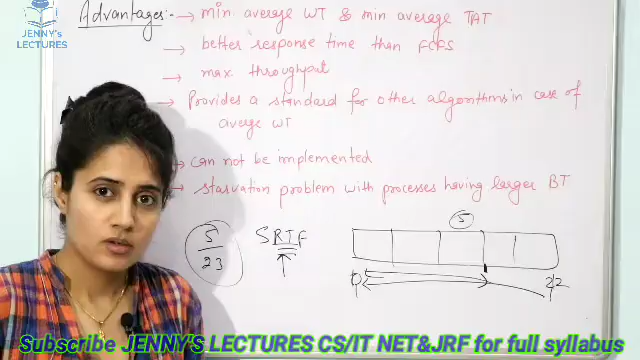 JENNY'S
LECTURES
Advantages:- → min average WT & min average TAT
→ better response time than FCFS
→ max. throughput
→ Provides a standard for other algorithms in case of
averge WT
→ can not be implemented
→ starvation problem with processes having larger BT
5
23
SRTF
5
0
22
Subscribe JENNY'S LECTURES CS/IT NET&JRF for full syllabus